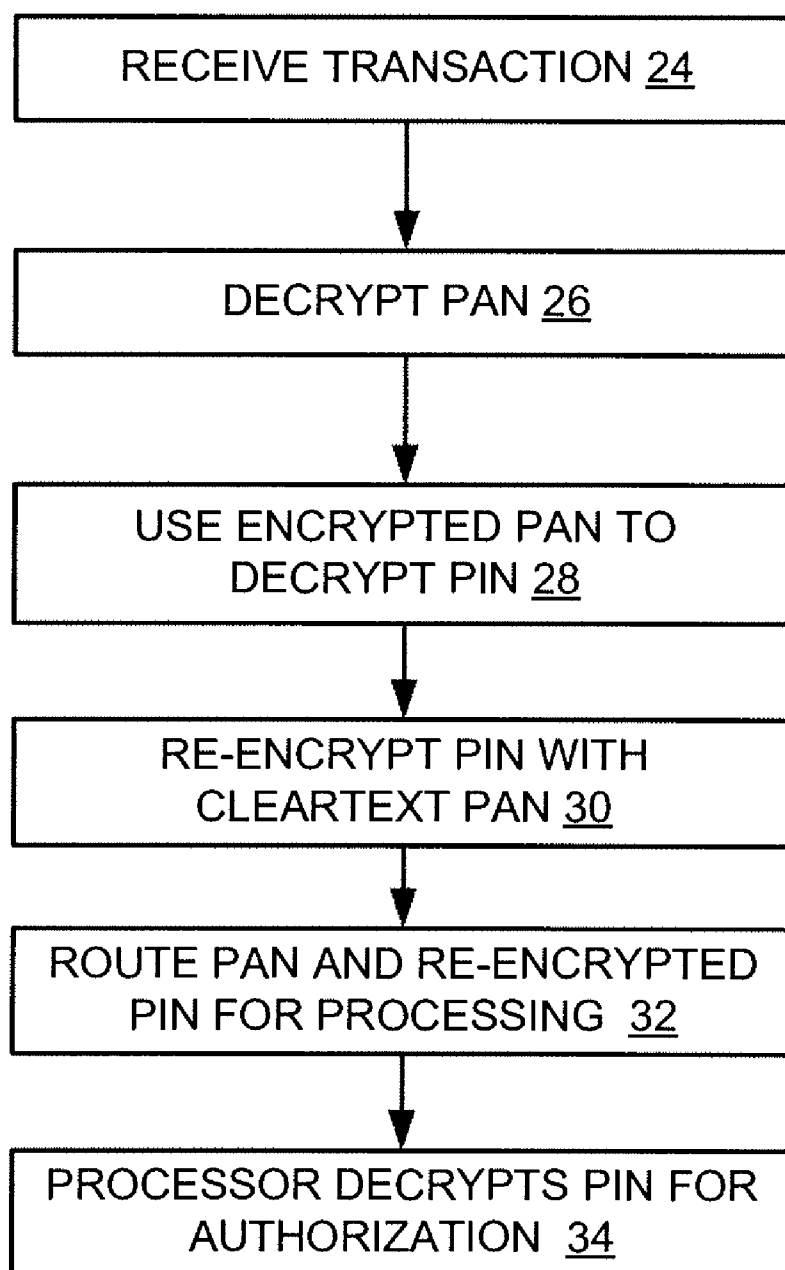 RECEIVE TRANSACTION 24
DECRYPT PAN 26
USE ENCRYPTED PAN TO
DECRYPT PIN 28
RE-ENCRYPT PIN WITH
CLEARTEXT PAN 30
ROUTE PAN AND RE-ENCRYPTED
PIN FOR PROCESSING 32
PROCESSOR DECRYPTS PIN FOR
AUTHORIZATION 34